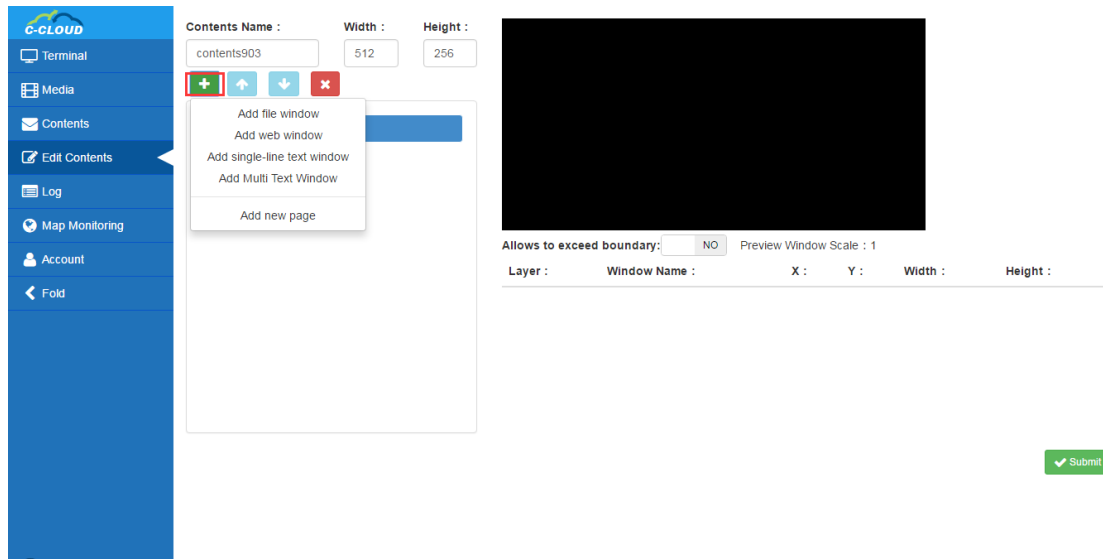 C-CLOUD
Terminal
Media
Contents
Edit Contents
Log
Map Monitoring
Account
Fold
Contents Name : Width : Height :
contents903 512 256
Add file window
Add web window
Add single-line text window
Add Multi Text Window
Add new page
Allows to exceed boundary: NO Preview Window Scale : 1
Layer : Window Name : X : Y : Width : Height :
Submit